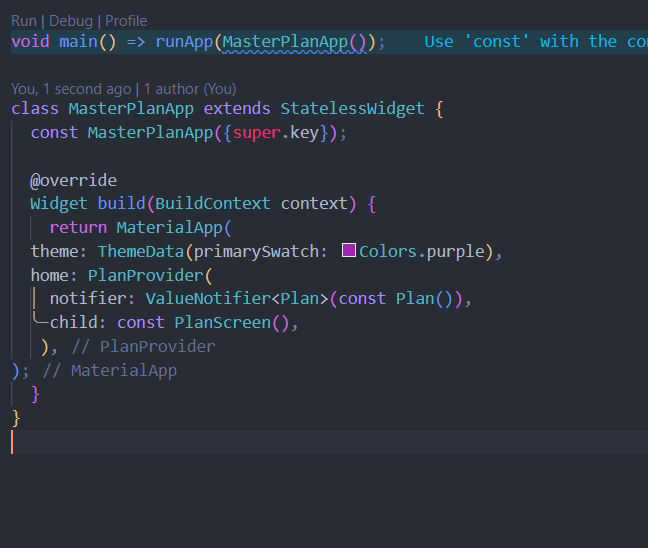 Run | Debug | Profile
void main() => runApp(MasterPlanApp()); Use 'const' with the
You, 1 second ago | 1 author (You)
class MasterPlanApp extends StatelessWidget {
  const MasterPlanApp({super.key});
  @override
  Widget build(BuildContext context) {
    return MaterialApp(
  theme: ThemeData(primarySwatch: Colors.purple),
  home: PlanProvider(
    notifier: ValueNotifier<Plan>(const Plan()),
    child: const PlanScreen(),
   ), // PlanProvider
); // MaterialApp
  }
}